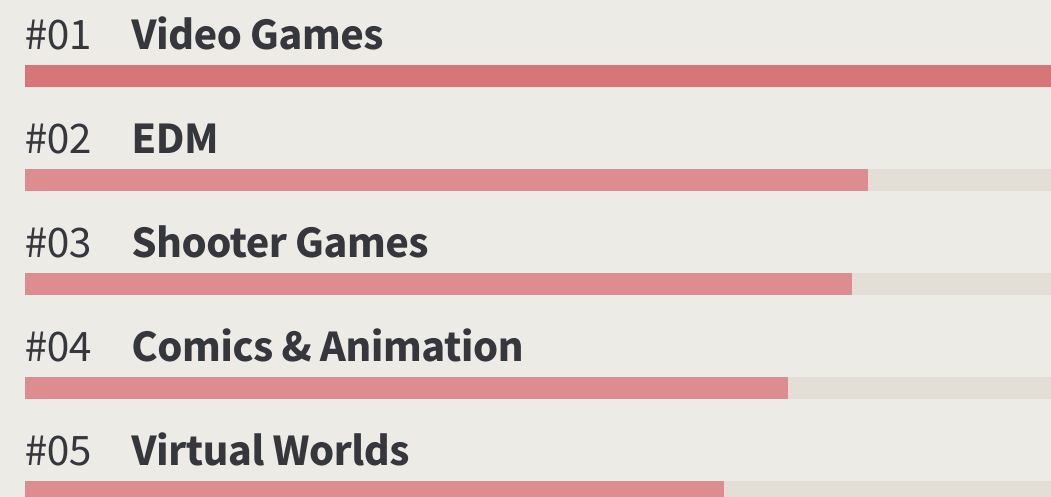 #01 Video Games
#02 EDM
#03 Shooter Games
#04 Comics & Animation
#05 Virtual Worlds